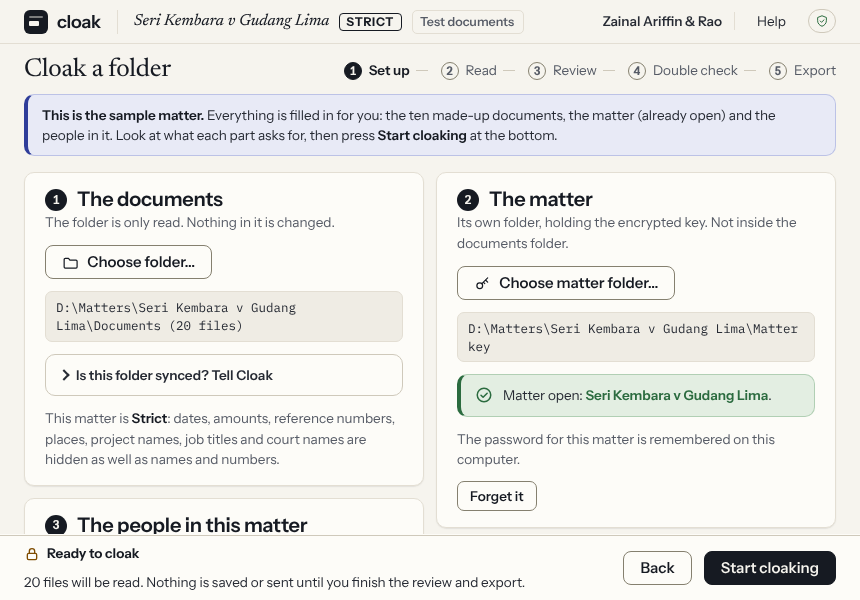 cloak
Seri Kembara v Gudang Lima
STRICT
Test documents
Zainal Ariffin & Rao
Help
Cloak a folder
1 Set up
2 Read
3 Review
4 Double check
5 Export
This is the sample matter. Everything is filled in for you: the ten made-up documents, the matter (already open) and the
people in it. Look at what each part asks for, then press Start cloaking at the bottom.
1 The documents
The folder is only read. Nothing in it is changed.
Choose folder...
D:\Matters\Seri Kembara v Gudang
Lima\Documents (20 files)
Is this folder synced? Tell Cloak
This matter is Strict: dates, amounts, reference numbers,
places, project names, job titles and court names are
hidden as well as names and numbers.
2 The matter
Its own folder, holding the encrypted key. Not inside the
documents folder.
Choose matter folder...
D:\Matters\Seri Kembara v Gudang Lima\Matter
key
Matter open: Seri Kembara v Gudang Lima.
The password for this matter is remembered on this
computer.
Forget it
3 The people in this matter
Ready to cloak
20 files will be read. Nothing is saved or sent until you finish the review and export.
Back
Start cloaking